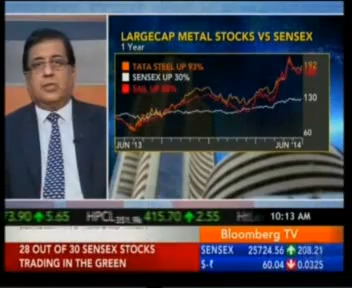 LARGECAP METAL STOCKS VS SENSEX
1 Year
TATA STEEL UP 93%
SENSEX UP 30%
SAIL UP 88%
192
130
60
JUN '13
JUN '14
3.90 5.65 HPCL 415.70 2.55
10:13 AM
Bloomberg TV
28 OUT OF 30 SENSEX STOCKS
TRADING IN THE GREEN
SENSEX 25724.56 208.21
$-₹ 60.04 0.0325